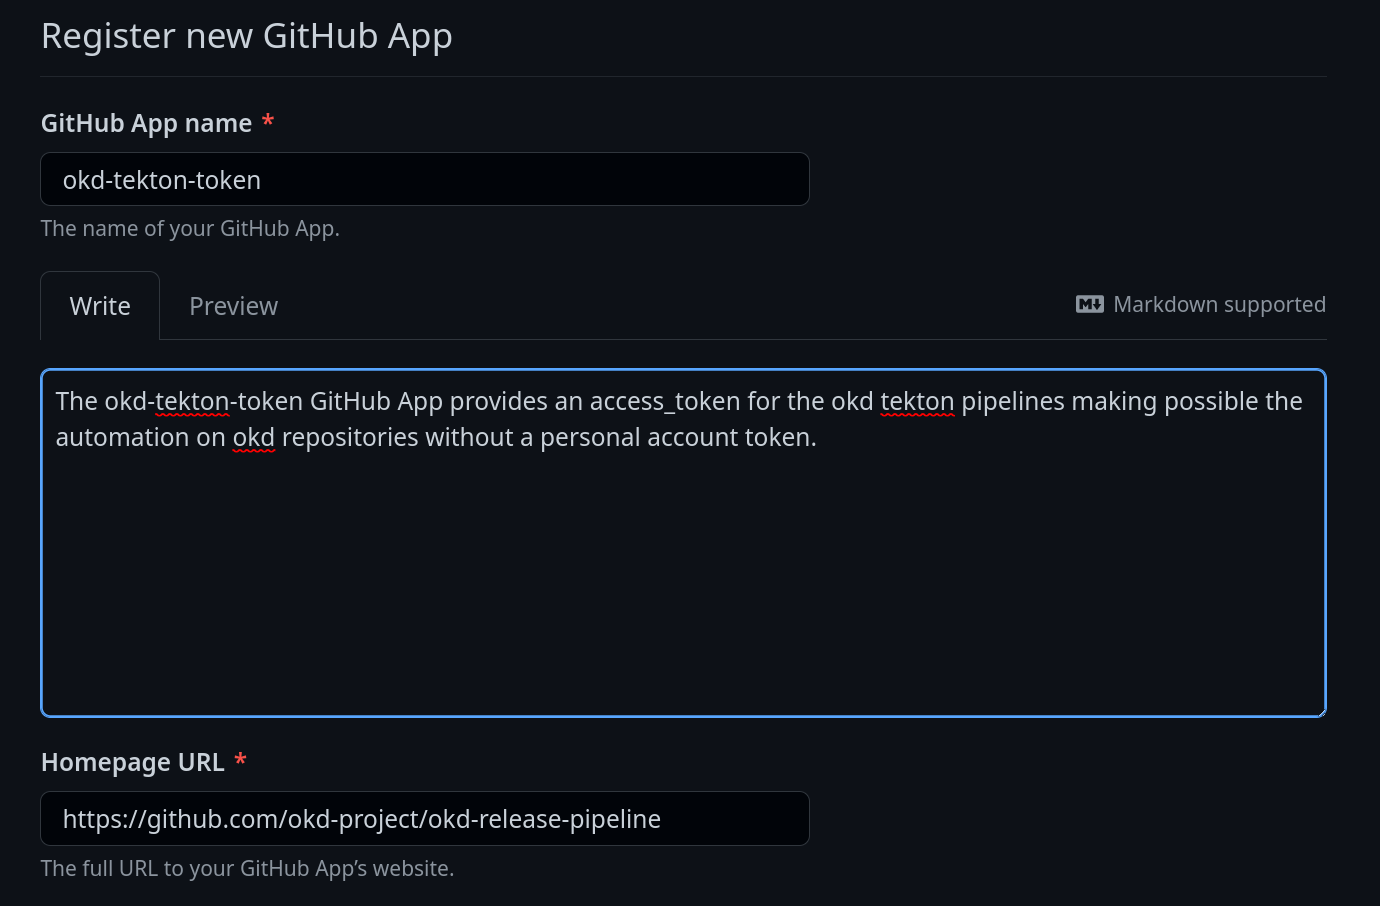 Register new GitHub App
GitHub App name *
okd-tekton-token
The name of your GitHub App.
Write Preview Markdown supported
The okd-tekton-token GitHub App provides an access_token for the okd tekton pipelines making possible the
automation on okd repositories without a personal account token.
Homepage URL *
https://github.com/okd-project/okd-release-pipeline
The full URL to your GitHub App’s website.